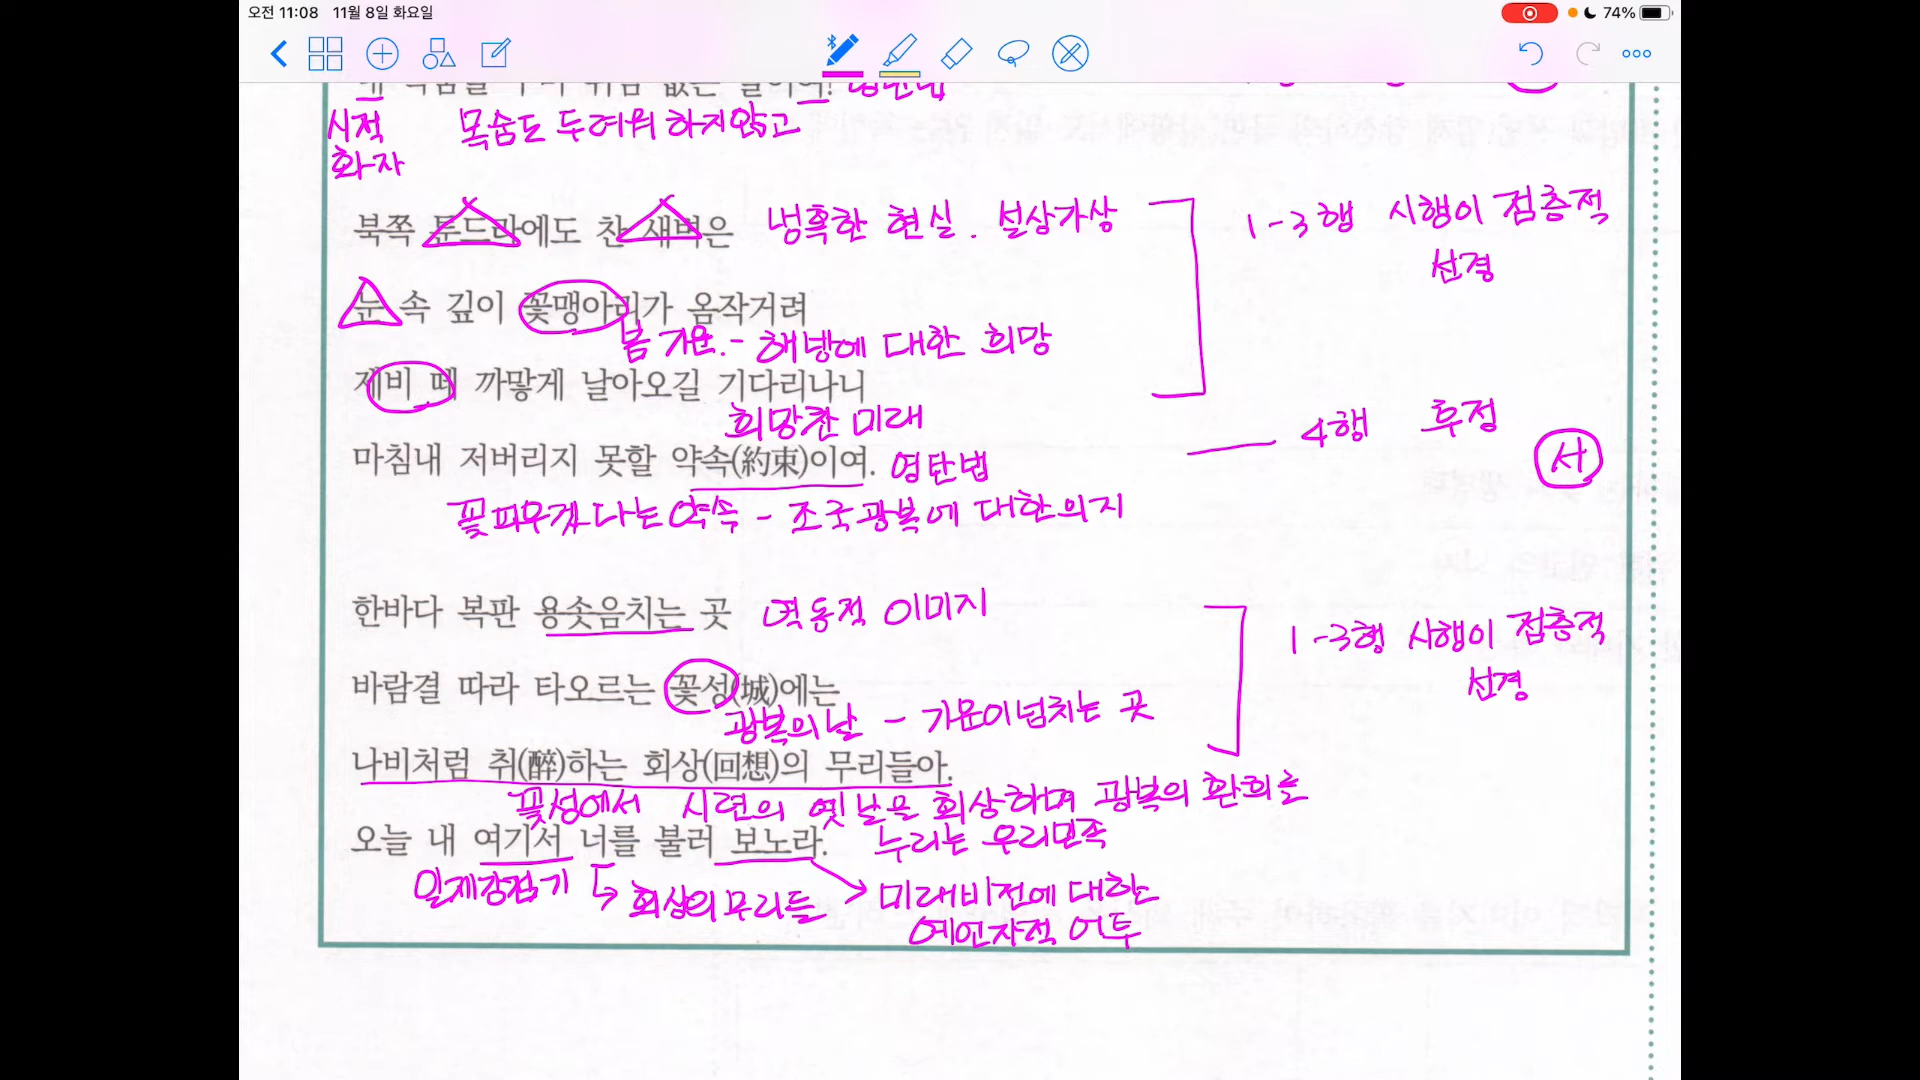 오전 11:08 11월 8일 화요일
74%
시적 목숨도 두려워 하지않고
화자
북쪽 툰드라에도 찬 새벽은 냉혹한 현실. 설상가상
1-3행 시행이 점층적
선경
눈 속 깊이 꽃맹아리가 옴작거려
봄 기운.- 해방에 대한 희망
제비 떼 까맣게 날아오길 기다리나니
희망찬 미래
4행 후정
마침내 저버리지 못할 약속(約束)이여. 영탄법
서
꽃피우겠다는 약속 - 조국광복에 대한 의지
한바다 복판 용솟음치는 곳 역동적 이미지
1-3행 시행이 점층적
선경
바람결 따라 타오르는 꽃성(城)에는
광복의 날 - 기운이 넘치는 곳
나비처럼 취(醉)하는 회상(回想)의 무리들아.
꽃성에서 시련의 옛날을 회상하며 광복의 환희를
오늘 내 여기서 너를 불러 보노라. 누리는 우리민족
일제강점기 회상의 무리들 미래비전에 대한
예언자적 어투